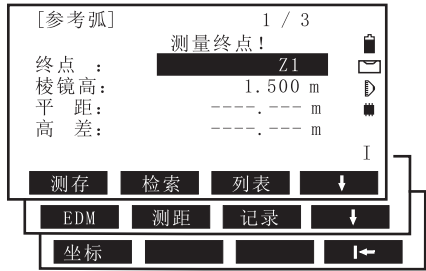 [参考弧] 1 / 3
测量终点！
终点 ： Z1
棱镜高： 1.500 m
平 距： ----.--- m
高 差： ----.--- m
I
测存 检索 列表 ↓
EDM 测距 记录 ↓
坐标